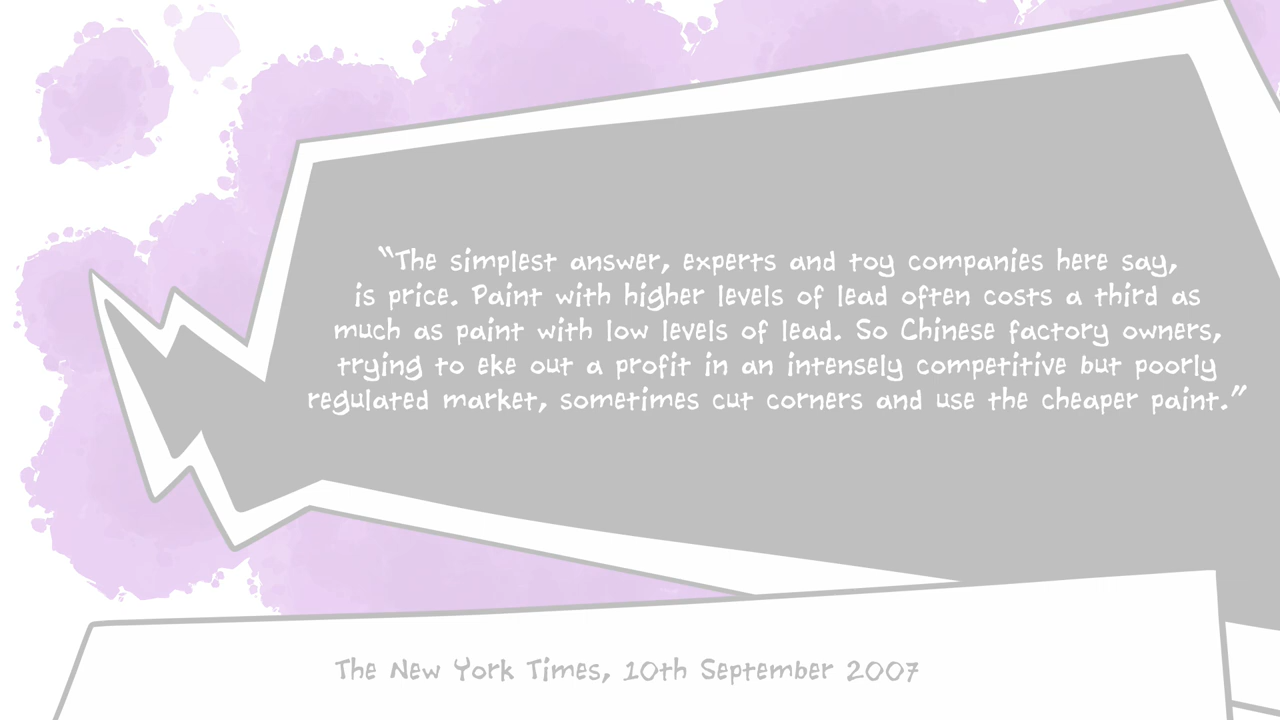 “The simplest answer, experts and toy companies here say,
is price. Paint with higher levels of lead often costs a third as
much as paint with low levels of lead. So Chinese factory owners,
trying to eke out a profit in an intensely competitive but poorly
regulated market, sometimes cut corners and use the cheaper paint.”
The New York Times, 10th September 2007